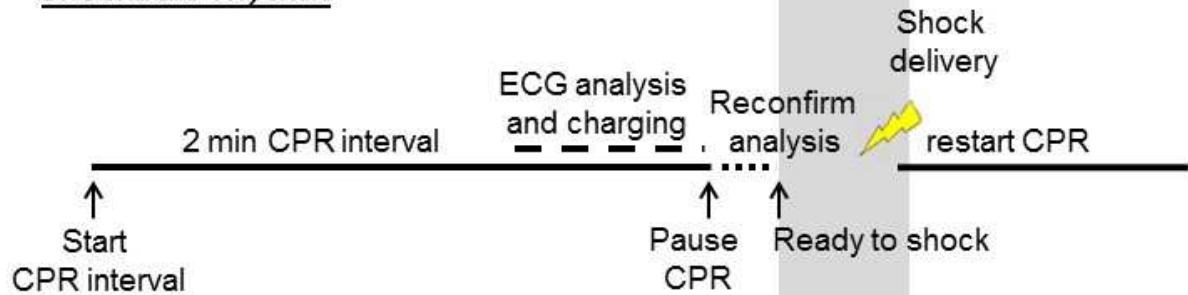 Shock
delivery
ECG analysis
and charging
Reconfirm
analysis
2 min CPR interval
restart CPR
Start
CPR interval
Pause
CPR
Ready to shock